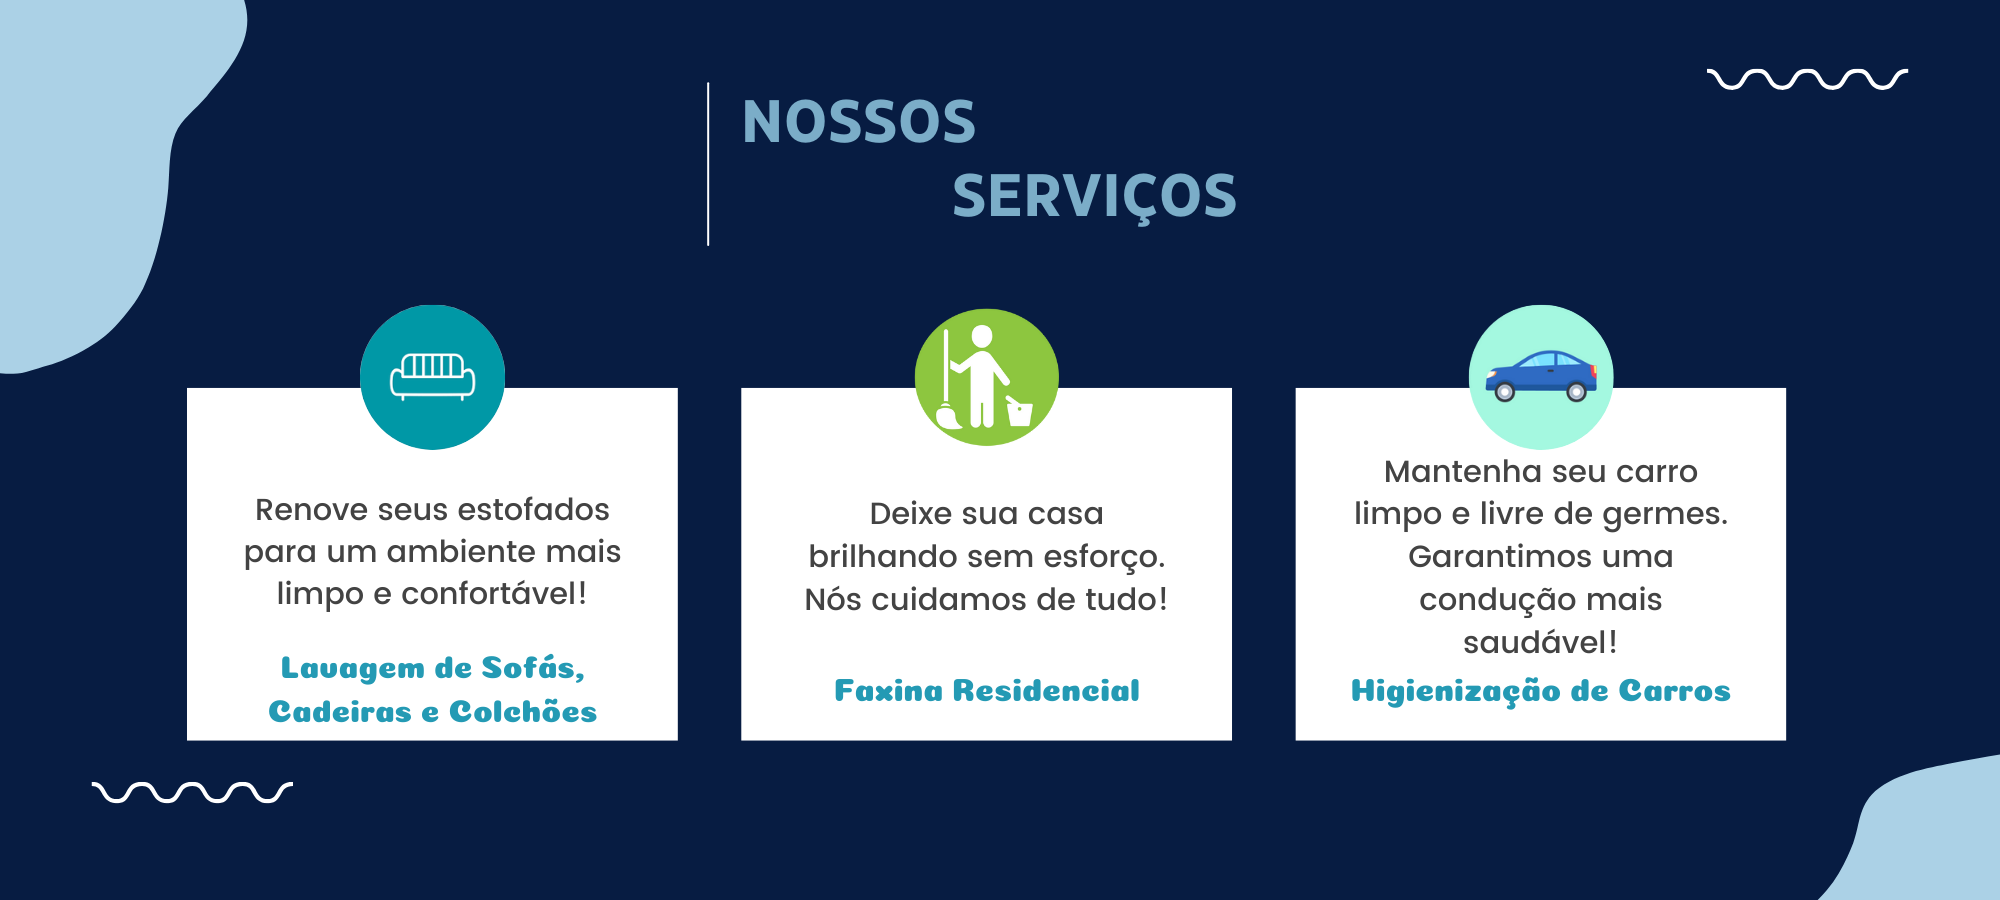 NOSSOS
SERVIÇOS
Renove seus estofados
para um ambiente mais
limpo e confortável!
Lavagem de Sofás,
Cadeiras e Colchões
Deixe sua casa
brilhando sem esforço.
Nós cuidamos de tudo!
Faxina Residencial
Mantenha seu carro
limpo e livre de germes.
Garantimos uma
condução mais
saudável!
Higienização de Carros